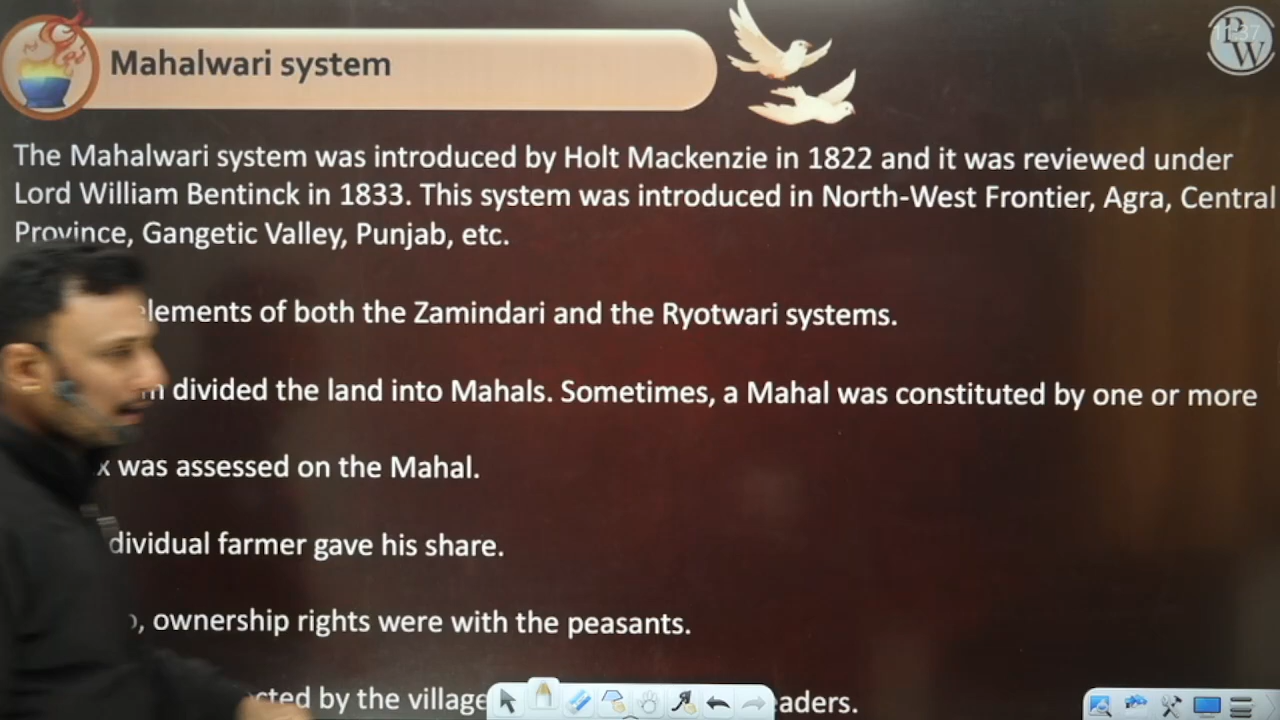 Mahalwari system
PW
The Mahalwari system was introduced by Holt Mackenzie in 1822 and it was reviewed under
Lord William Bentinck in 1833. This system was introduced in North-West Frontier, Agra, Central
Province, Gangetic Valley, Punjab, etc.
elements of both the Zamindari and the Ryotwari systems.
divided the land into Mahals. Sometimes, a Mahal was constituted by one or more
was assessed on the Mahal.
dividual farmer gave his share.
, ownership rights were with the peasants.
cted by the village aders.